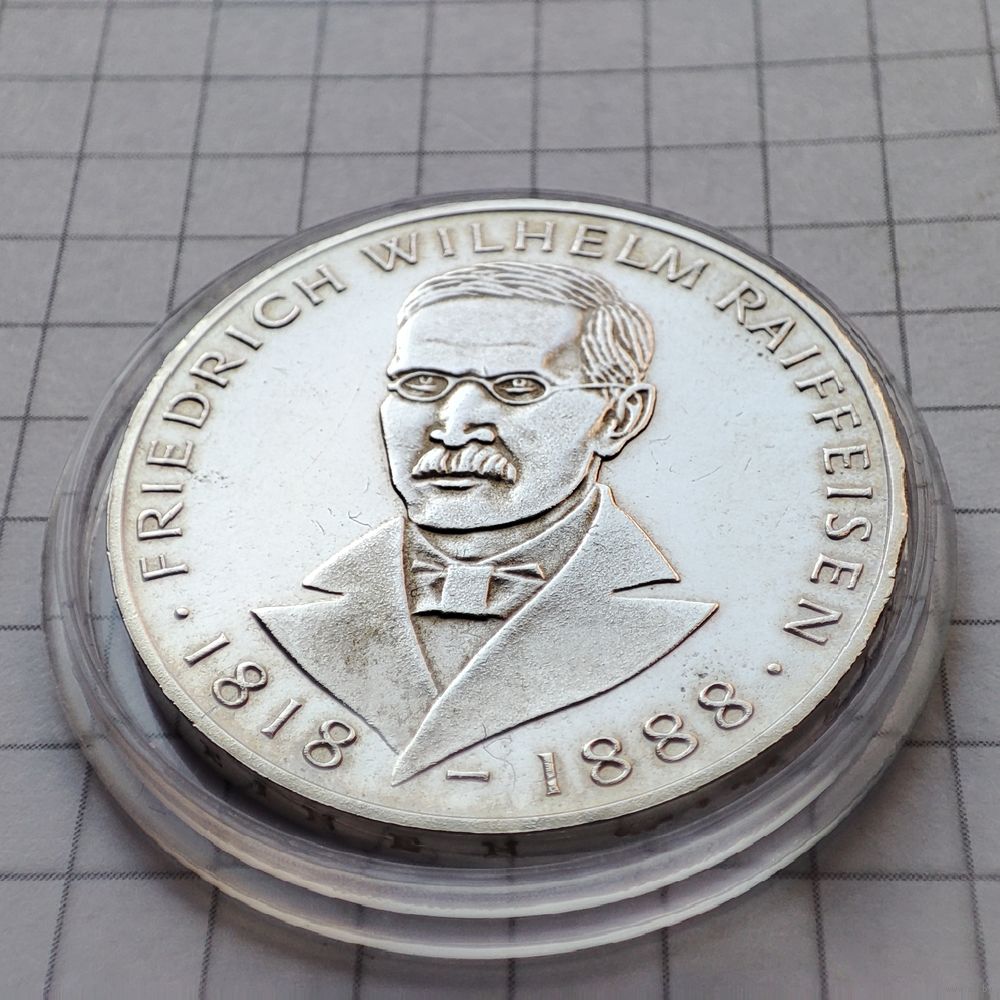 · FRIEDRICH WILHELM RAIFFEISEN ·
1818 – 1888